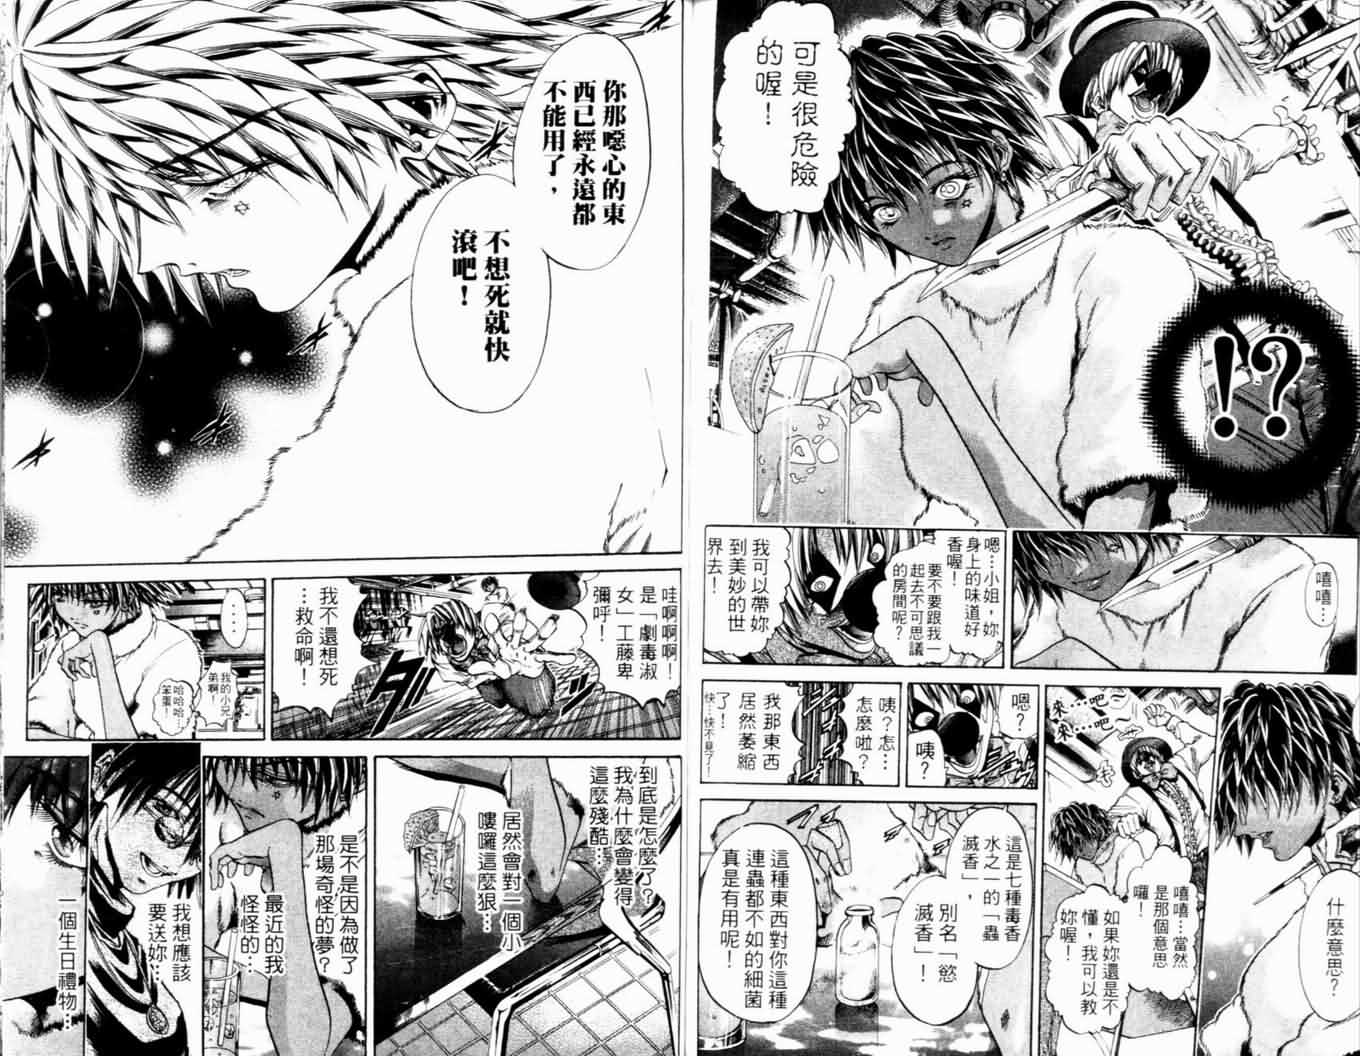 可是很危險
的喔！
！？
嘻嘻…
嗯…小姐，妳
身上的味道好
香喔！
要不要跟我一
起去不可思議
的房間呢？
我可以帶妳
到美妙的世
界去！
什麼意思？
來…吧…
來…吧…
嘻嘻…當然
是那個意思
囉！
如果妳還是不
懂，我可以教
妳喔！
嗯？
咦？
咦？怎…
怎麼啦？
我那東西
居然萎縮
了！
快…快不見了！
這是七種毒香
水之一的「蟲
滅香」，
別名「慾
滅香」！
這種東西對你這種
連蟲都不如的細菌
真是有用呢！
你那噁心的東
西已經永遠都
不能用了，
不想死就快
滾吧！
哇啊啊啊！
是「劇毒淑
女」工藤卑
彌呼！
我不還想死
…救命啊！
……
我的小弟
弟啊！
哈哈哈…
笨蛋！
到底是怎麼了？
我為什麼會變得
這麼殘酷…
居然會對一個小
嘍囉這麼狠…
是不是因為做了
那場奇怪的夢？
最近的我
怪怪的…
我想應該
要送妳…
一個生日禮物…